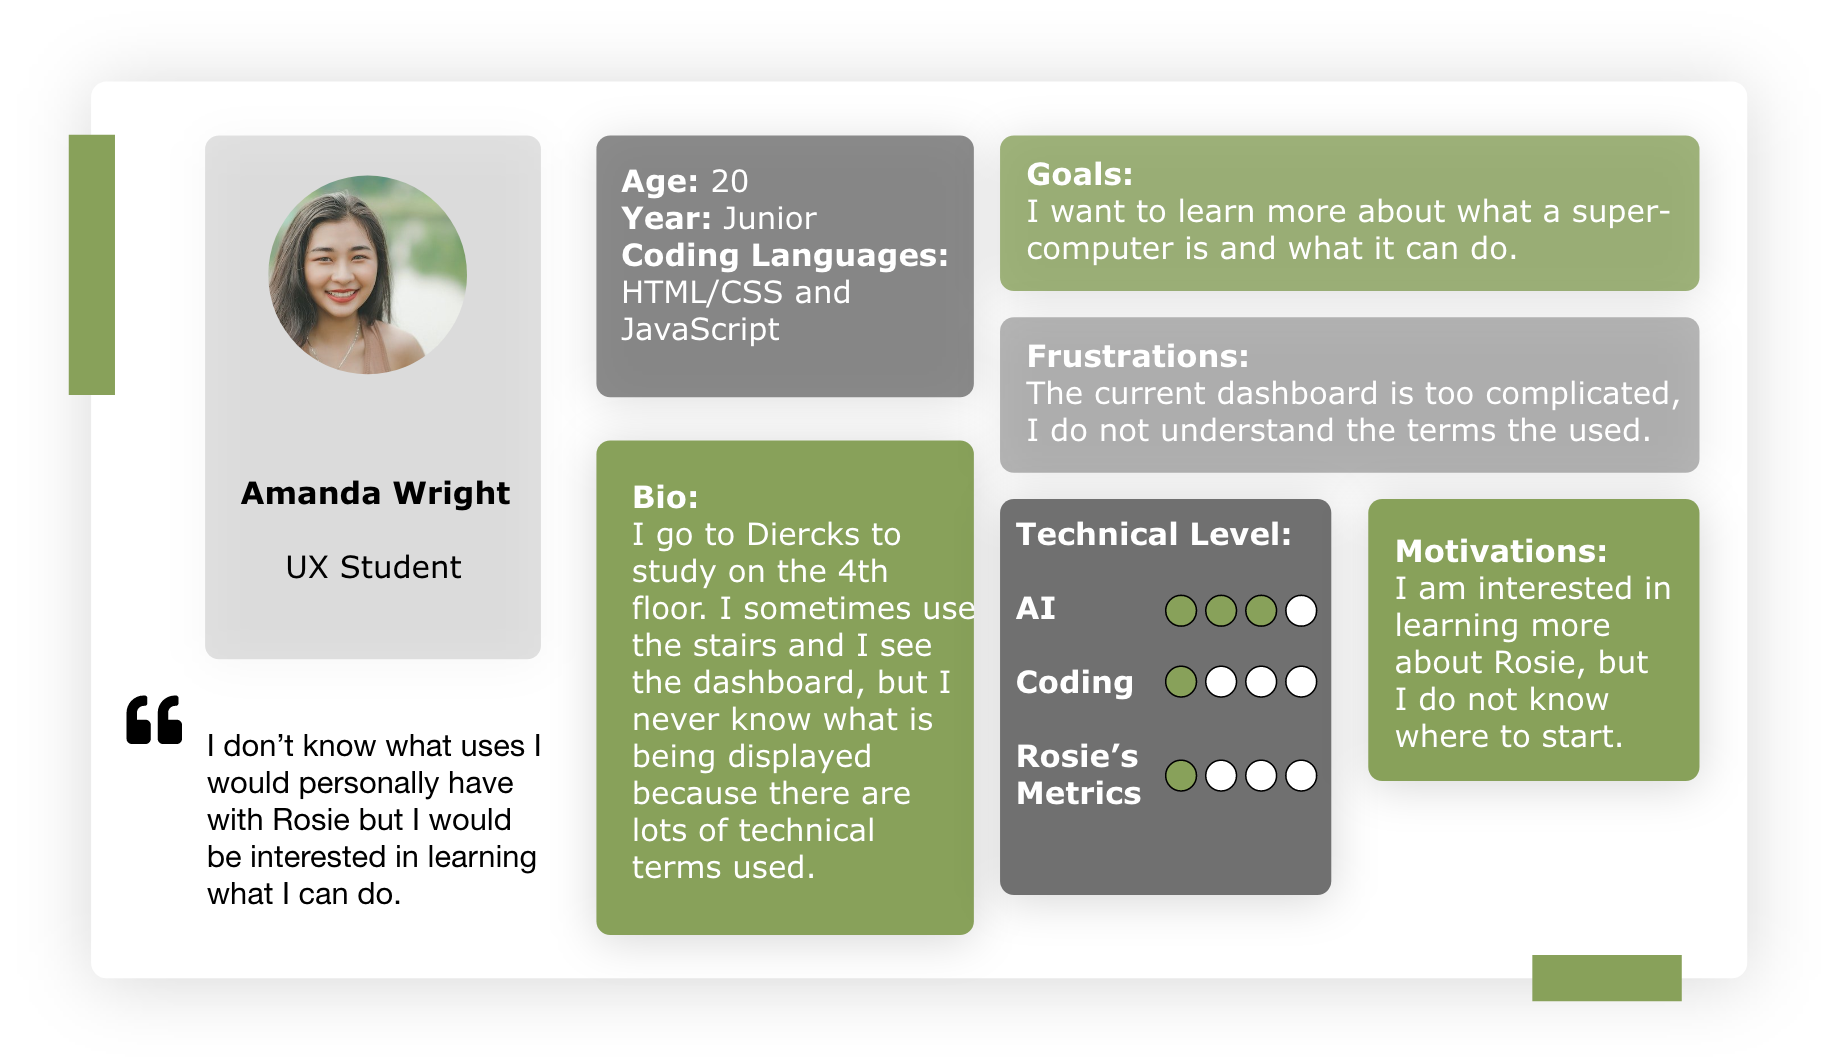 Amanda Wright
UX Student
“
I don’t know what uses I
would personally have
with Rosie but I would
be interested in learning
what I can do.
Age: 20
Year: Junior
Coding Languages:
HTML/CSS and
JavaScript
Bio:
I go to Diercks to
study on the 4th
floor. I sometimes use
the stairs and I see
the dashboard, but I
never know what is
being displayed
because there are
lots of technical
terms used.
Goals:
I want to learn more about what a super-
computer is and what it can do.
Frustrations:
The current dashboard is too complicated,
I do not understand the terms the used.
Technical Level:
AI
Coding
Rosie’s
Metrics
Motivations:
I am interested in
learning more
about Rosie, but
I do not know
where to start.